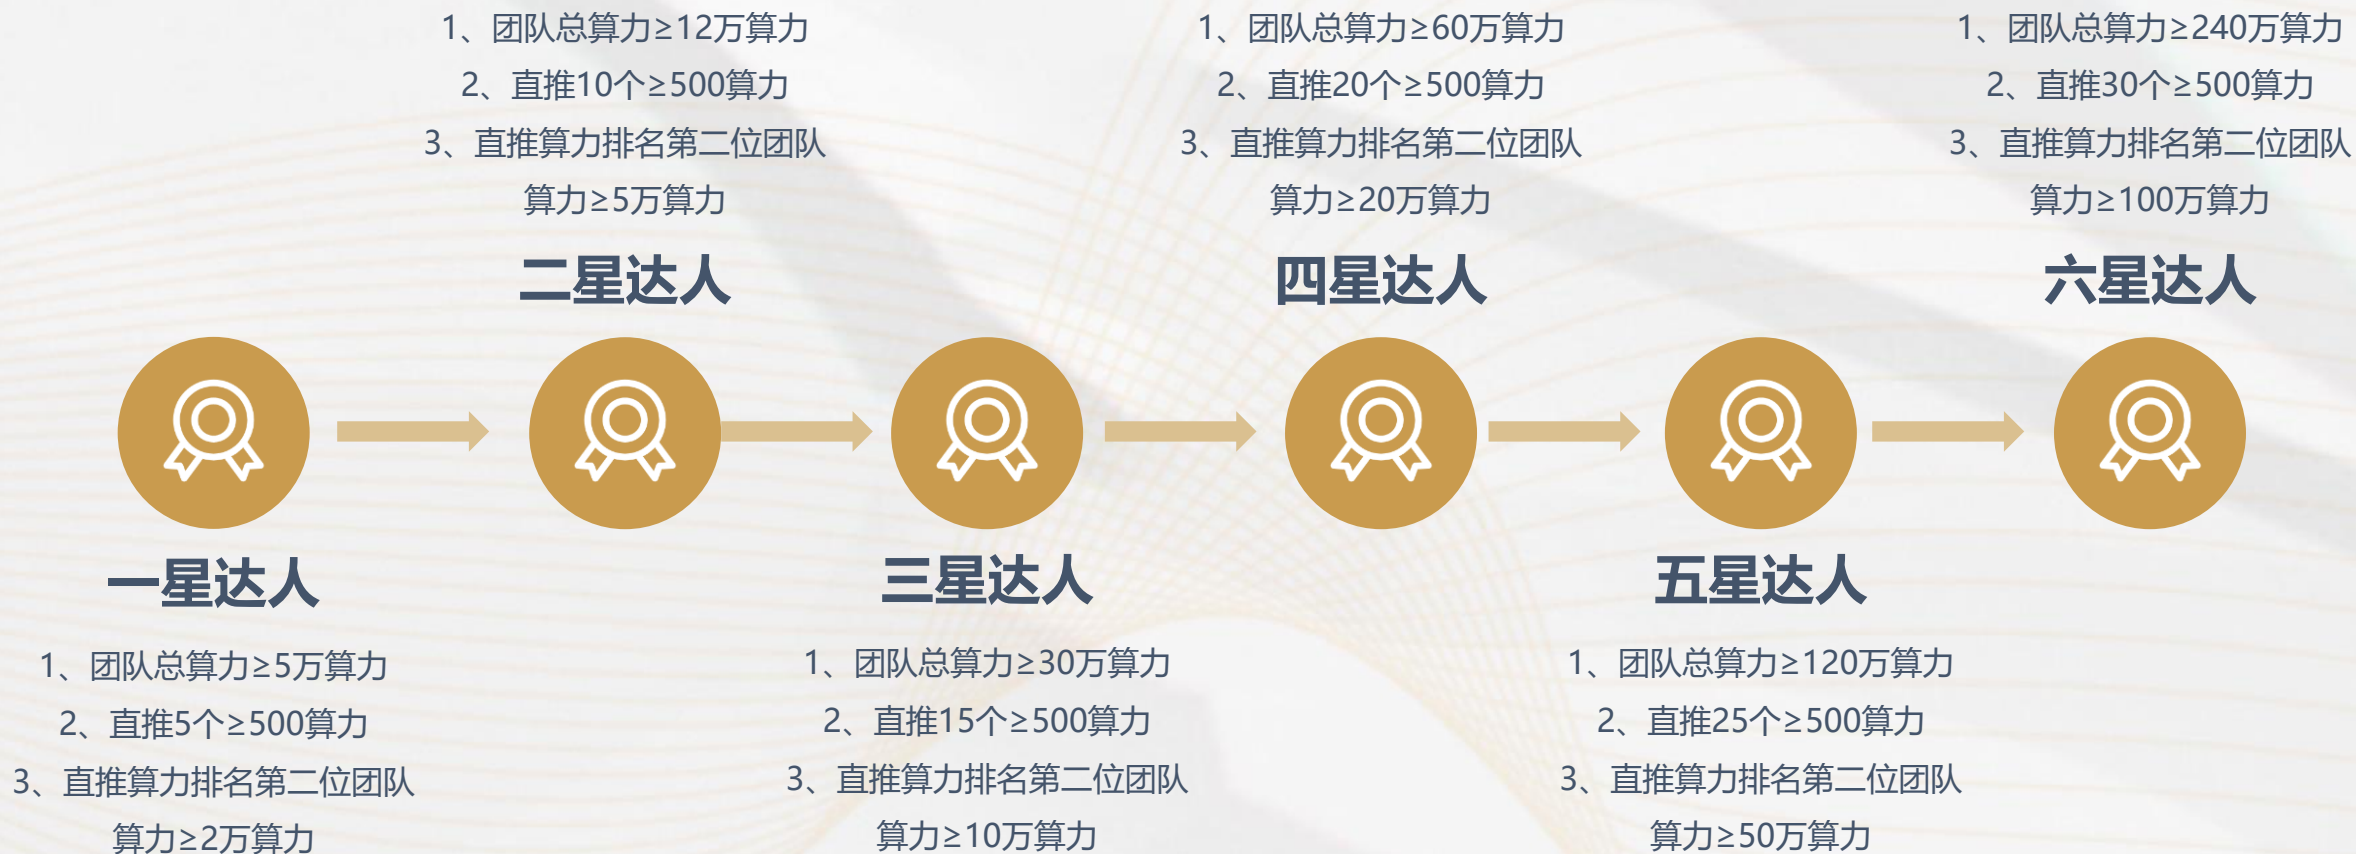 一星达人
1、团队总算力≥5万算力
2、直推5个≥500算力
3、直推算力排名第二位团队
算力≥2万算力
1、团队总算力≥12万算力
2、直推10个≥500算力
3、直推算力排名第二位团队
算力≥5万算力
二星达人
三星达人
1、团队总算力≥30万算力
2、直推15个≥500算力
3、直推算力排名第二位团队
算力≥10万算力
1、团队总算力≥60万算力
2、直推20个≥500算力
3、直推算力排名第二位团队
算力≥20万算力
四星达人
五星达人
1、团队总算力≥120万算力
2、直推25个≥500算力
3、直推算力排名第二位团队
算力≥50万算力
1、团队总算力≥240万算力
2、直推30个≥500算力
3、直推算力排名第二位团队
算力≥100万算力
六星达人